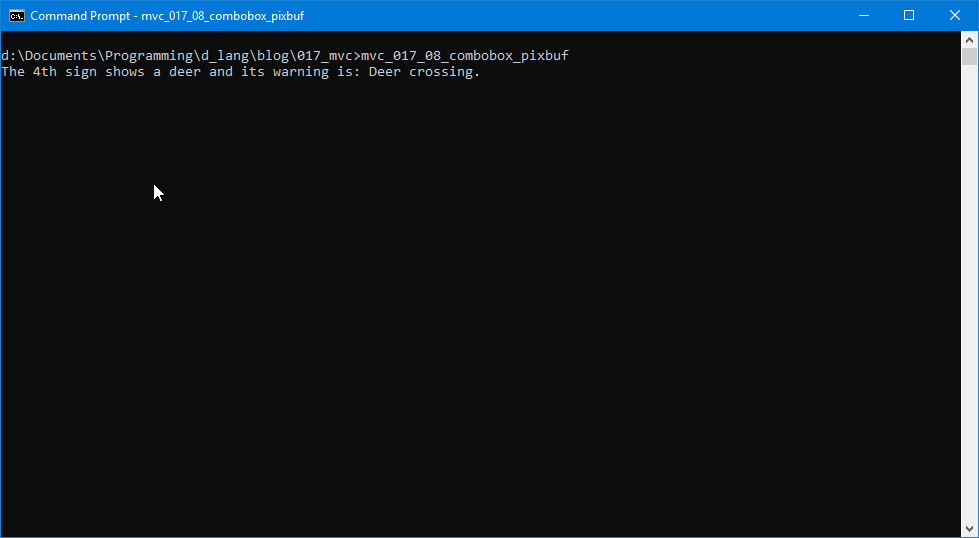 Command Prompt - mvc_017_08_combobox_pixbuf
d:\Documents\Programming\d_lang\blog\017_mvc>mvc_017_08_combobox_pixbuf
The 4th sign shows a deer and its warning is: Deer crossing.